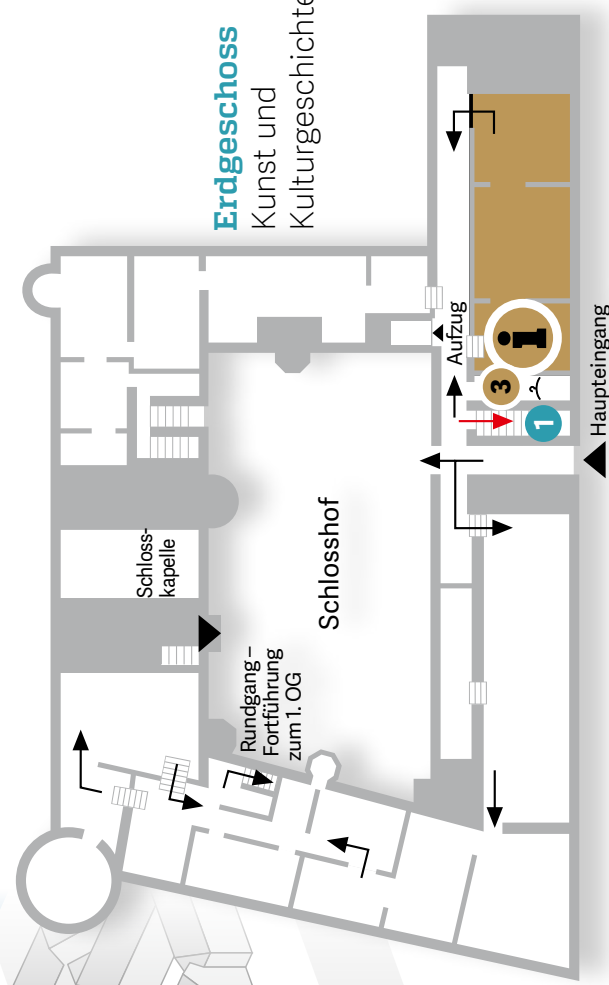 Erdgeschoss
Kunst und
Kulturgeschichte
Schloss-
kapelle
Schlosshof
Rundgang –
Fortführung
zum 1. OG
Aufzug
3
i
1
Haupteingang